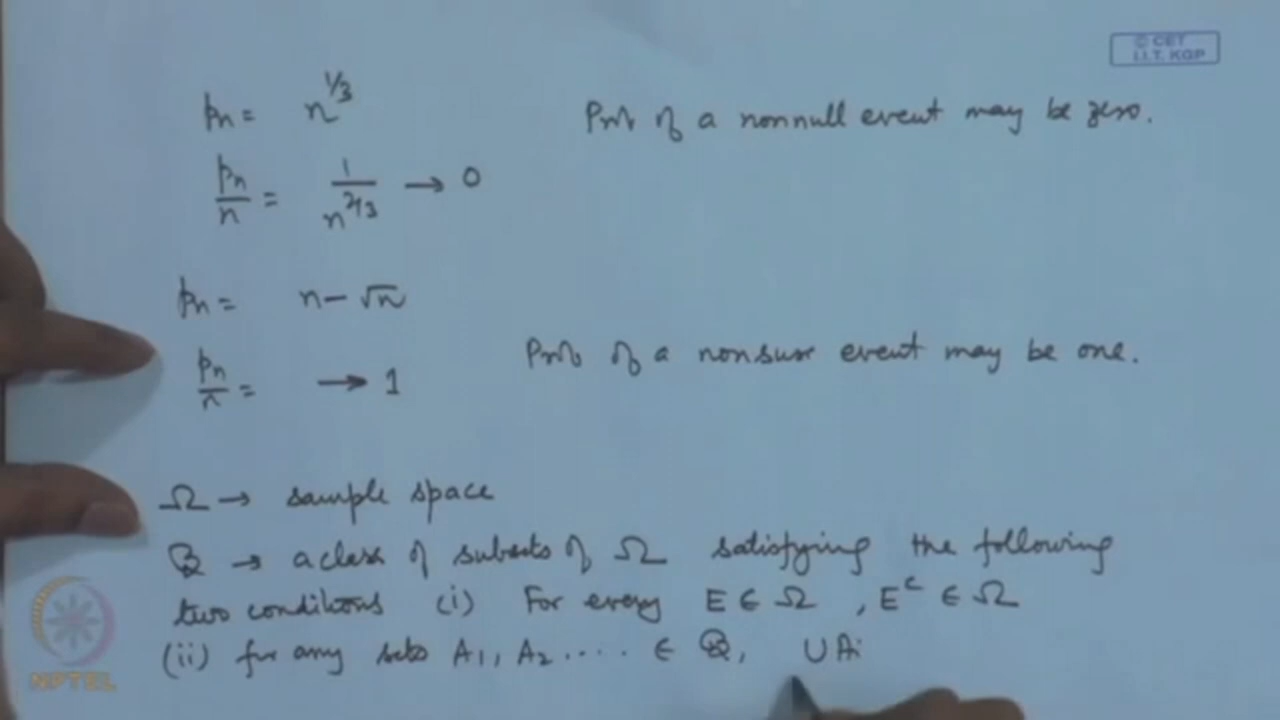 © CET
I.I.T. KGP
pn = n^{1/3}
Prob of a nonnull event may be zero.
pn/n = 1/n^{2/3} → 0
pn = n - √n
pn/n = → 1
Prob of a nonsure event may be one.
Ω → sample space
B → a class of subsets of Ω satisfying the following
two conditions (i) For every E ∈ Ω , E^c ∈ Ω
(ii) for any sets A1, A2 ..... ∈ B, ∪ Ai
NPTEL